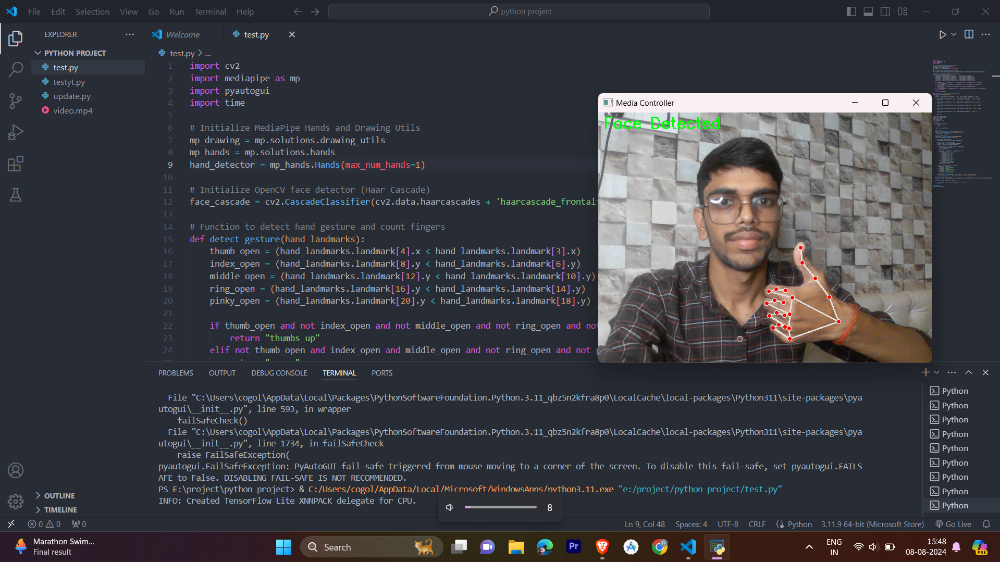 File Edit Selection View Go Run Terminal Help
python project
EXPLORER
PYTHON PROJECT
test.py
testyt.py
update.py
video.mp4
OUTLINE
TIMELINE
Welcome
test.py
test.py > ...
1 import cv2
2 import mediapipe as mp
3 import pyautogui
4 import time
5
6 # Initialize MediaPipe Hands and Drawing Utils
7 mp_drawing = mp.solutions.drawing_utils
8 mp_hands = mp.solutions.hands
9 hand_detector = mp_hands.Hands(max_num_hands=1)
10
11 # Initialize OpenCV face detector (Haar Cascade)
12 face_cascade = cv2.CascadeClassifier(cv2.data.haarcascades + 'haarcascade_frontalf
13
14 # Function to detect hand gesture and count fingers
15 def detect_gesture(hand_landmarks):
16 thumb_open = (hand_landmarks.landmark[4].x < hand_landmarks.landmark[3].x)
17 index_open = (hand_landmarks.landmark[8].y < hand_landmarks.landmark[6].y)
18 middle_open = (hand_landmarks.landmark[12].y < hand_landmarks.landmark[10].y)
19 ring_open = (hand_landmarks.landmark[16].y < hand_landmarks.landmark[14].y)
20 pinky_open = (hand_landmarks.landmark[20].y < hand_landmarks.landmark[18].y)
21
22 if thumb_open and not index_open and not middle_open and not ring_open and not
23 return "thumbs_up"
24 elif not thumb_open and index_open and middle_open and not ring_open and not p
Media Controller
Face Detected
PROBLEMS OUTPUT DEBUG CONSOLE TERMINAL PORTS
File "C:\Users\cogol\AppData\Local\Packages\PythonSoftwareFoundation.Python.3.11_qbz5n2kfra8p0\LocalCache\local-packages\Python311\site-packages\pya
utogui\__init__.py", line 593, in wrapper
failSafeCheck()
File "C:\Users\cogol\AppData\Local\Packages\PythonSoftwareFoundation.Python.3.11_qbz5n2kfra8p0\LocalCache\local-packages\Python311\site-packages\pya
utogui\__init__.py", line 1734, in failSafeCheck
raise FailSafeException(
pyautogui.FailSafeException: PyAutoGUI fail-safe triggered from mouse moving to a corner of the screen. To disable this fail-safe, set pyautogui.FAILS
AFE to False. DISABLING FAIL-SAFE IS NOT RECOMMENDED.
PS E:\project\python project> & C:/Users/cogol/AppData/Local/Microsoft/WindowsApps/python3.11.exe "e:/project/python project/test.py"
INFO: Created TensorFlow Lite XNNPACK delegate for CPU.
Python
Python
Python
Python
Python
Python
Python
Python
Python
8
0 0 0
Ln 9, Col 48 Spaces: 4 UTF-8 CRLF Python 3.11.9 64-bit (Microsoft Store) Go Live
Marathon Swim...
Final result
Search
Pr
R
ENG
IN
15:48
08-08-2024
PRE